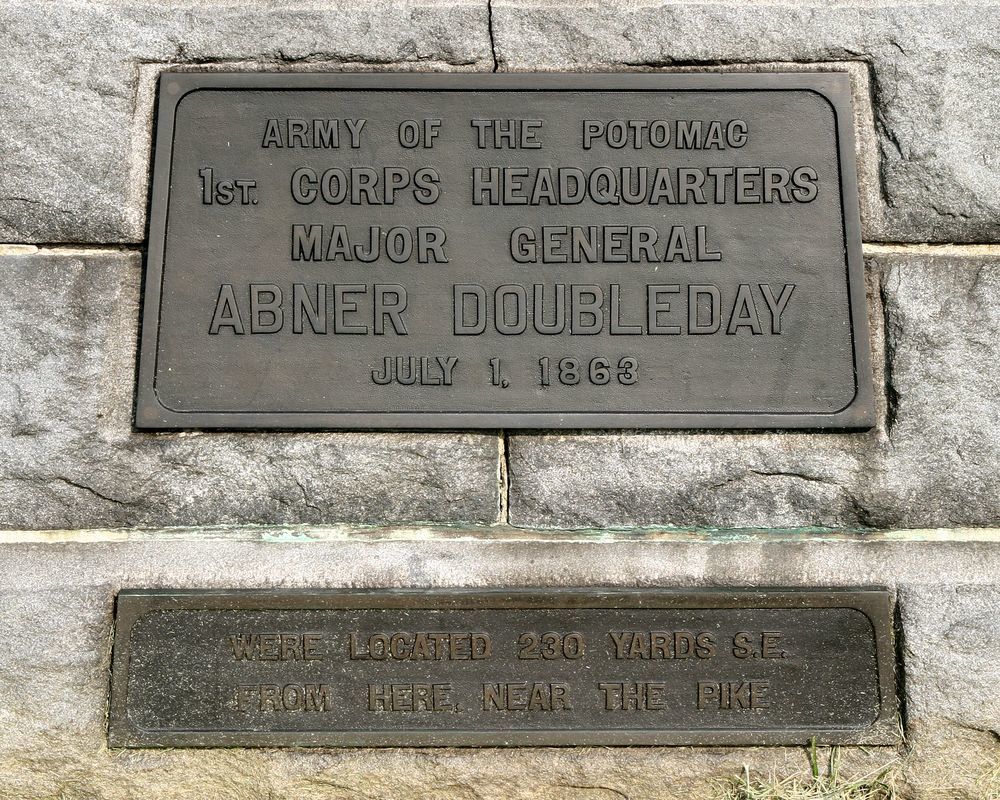 ARMY OF THE POTOMAC
1ST. CORPS HEADQUARTERS
MAJOR GENERAL
ABNER DOUBLEDAY
JULY 1, 1863
WERE LOCATED 230 YARDS S.E.
FROM HERE, NEAR THE PIKE